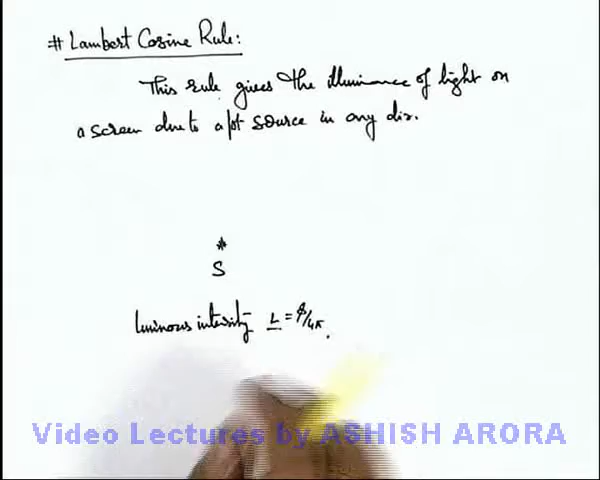 # Lambert Cosine Rule:
This rule gives the illuminance of light on
a screen due to a pt source in any dir.
*
S
luminous intensity L = φ/4π.
Video Lectures by ASHISH ARORA